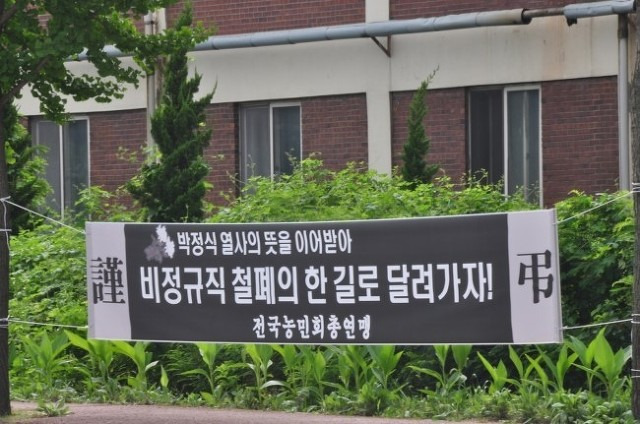 謹
박정식 열사의 뜻을 이어받아
비정규직 철폐의 한 길로 달려가자!
전국농민회총연맹
弔